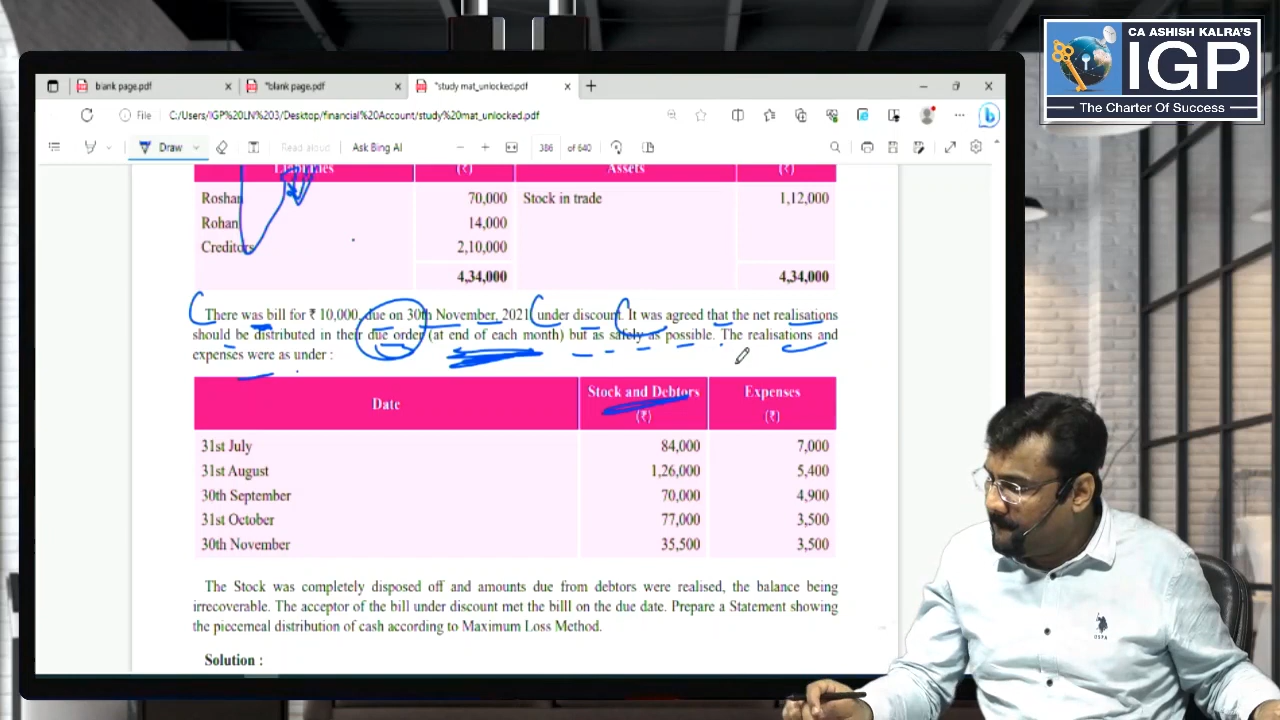 CA ASHISH KALRA'S
IGP
The Charter Of Success
blank page.pdf
*blank page.pdf
*study mat_unlocked.pdf
File C:/Users/IGP%20LN%203/Desktop/financial%20Account/study%20mat_unlocked.pdf
Draw Read aloud Ask Bing AI 386 of 640
Liabilities (₹) Assets (₹)
Roshan 70,000 Stock in trade 1,12,000
Rohan 14,000
Creditors 2,10,000
4,34,000 4,34,000
There was bill for ₹ 10,000, due on 30th November, 2021 under discount. It was agreed that the net realisations
should be distributed in their due order (at end of each month) but as safely as possible. The realisations and
expenses were as under :
Date Stock and Debtors (₹) Expenses (₹)
31st July 84,000 7,000
31st August 1,26,000 5,400
30th September 70,000 4,900
31st October 77,000 3,500
30th November 35,500 3,500
The Stock was completely disposed off and amounts due from debtors were realised, the balance being
irrecoverable. The acceptor of the bill under discount met the billl on the due date. Prepare a Statement showing
the piecemeal distribution of cash according to Maximum Loss Method.
Solution :